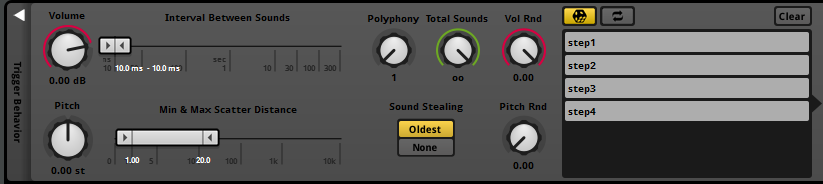 Trigger Behavior
Volume
0.00 dB
Interval Between Sounds
ms
sec
10
10.0 ms - 10.0 ms
1
10
30
100
300
Polyphony
1
Total Sounds
∞
Vol Rnd
0.00
Pitch
0.00 st
Min & Max Scatter Distance
0
1.00
5
10
20.0
100
1k
10k
Sound Stealing
Oldest
None
Pitch Rnd
0.00
Clear
step1
step2
step3
step4